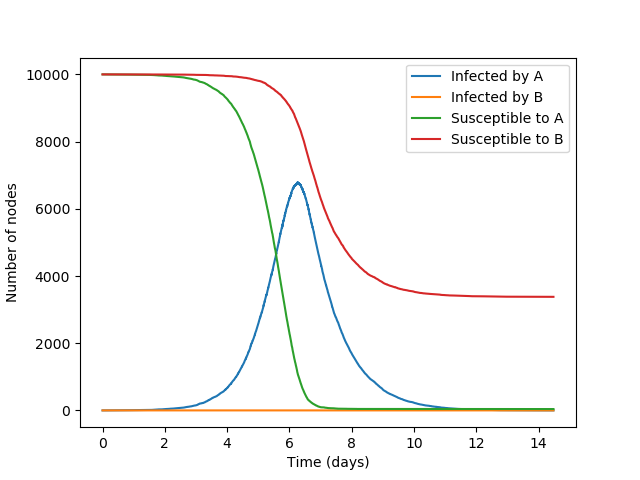 10000
8000
6000
4000
2000
0
Number of nodes
Infected by A
Infected by B
Susceptible to A
Susceptible to B
0 2 4 6 8 10 12 14
Time (days)